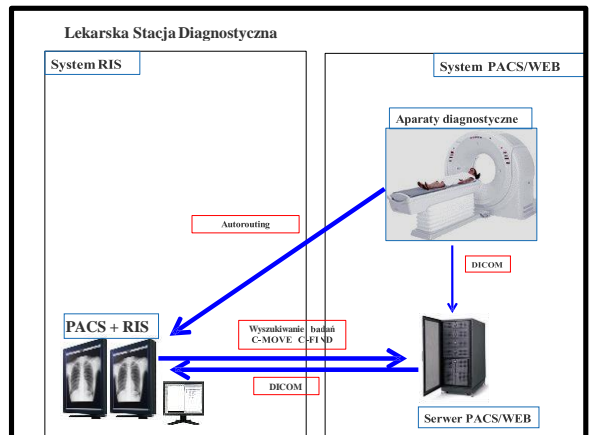 Lekarska Stacja Diagnostyczna
System RIS
System PACS/WEB
Aparaty diagnostyczne
Autorouting
DICOM
PACS + RIS
Wyszukiwanie badań
C-MOVE C-FIND
DICOM
Serwer PACS/WEB